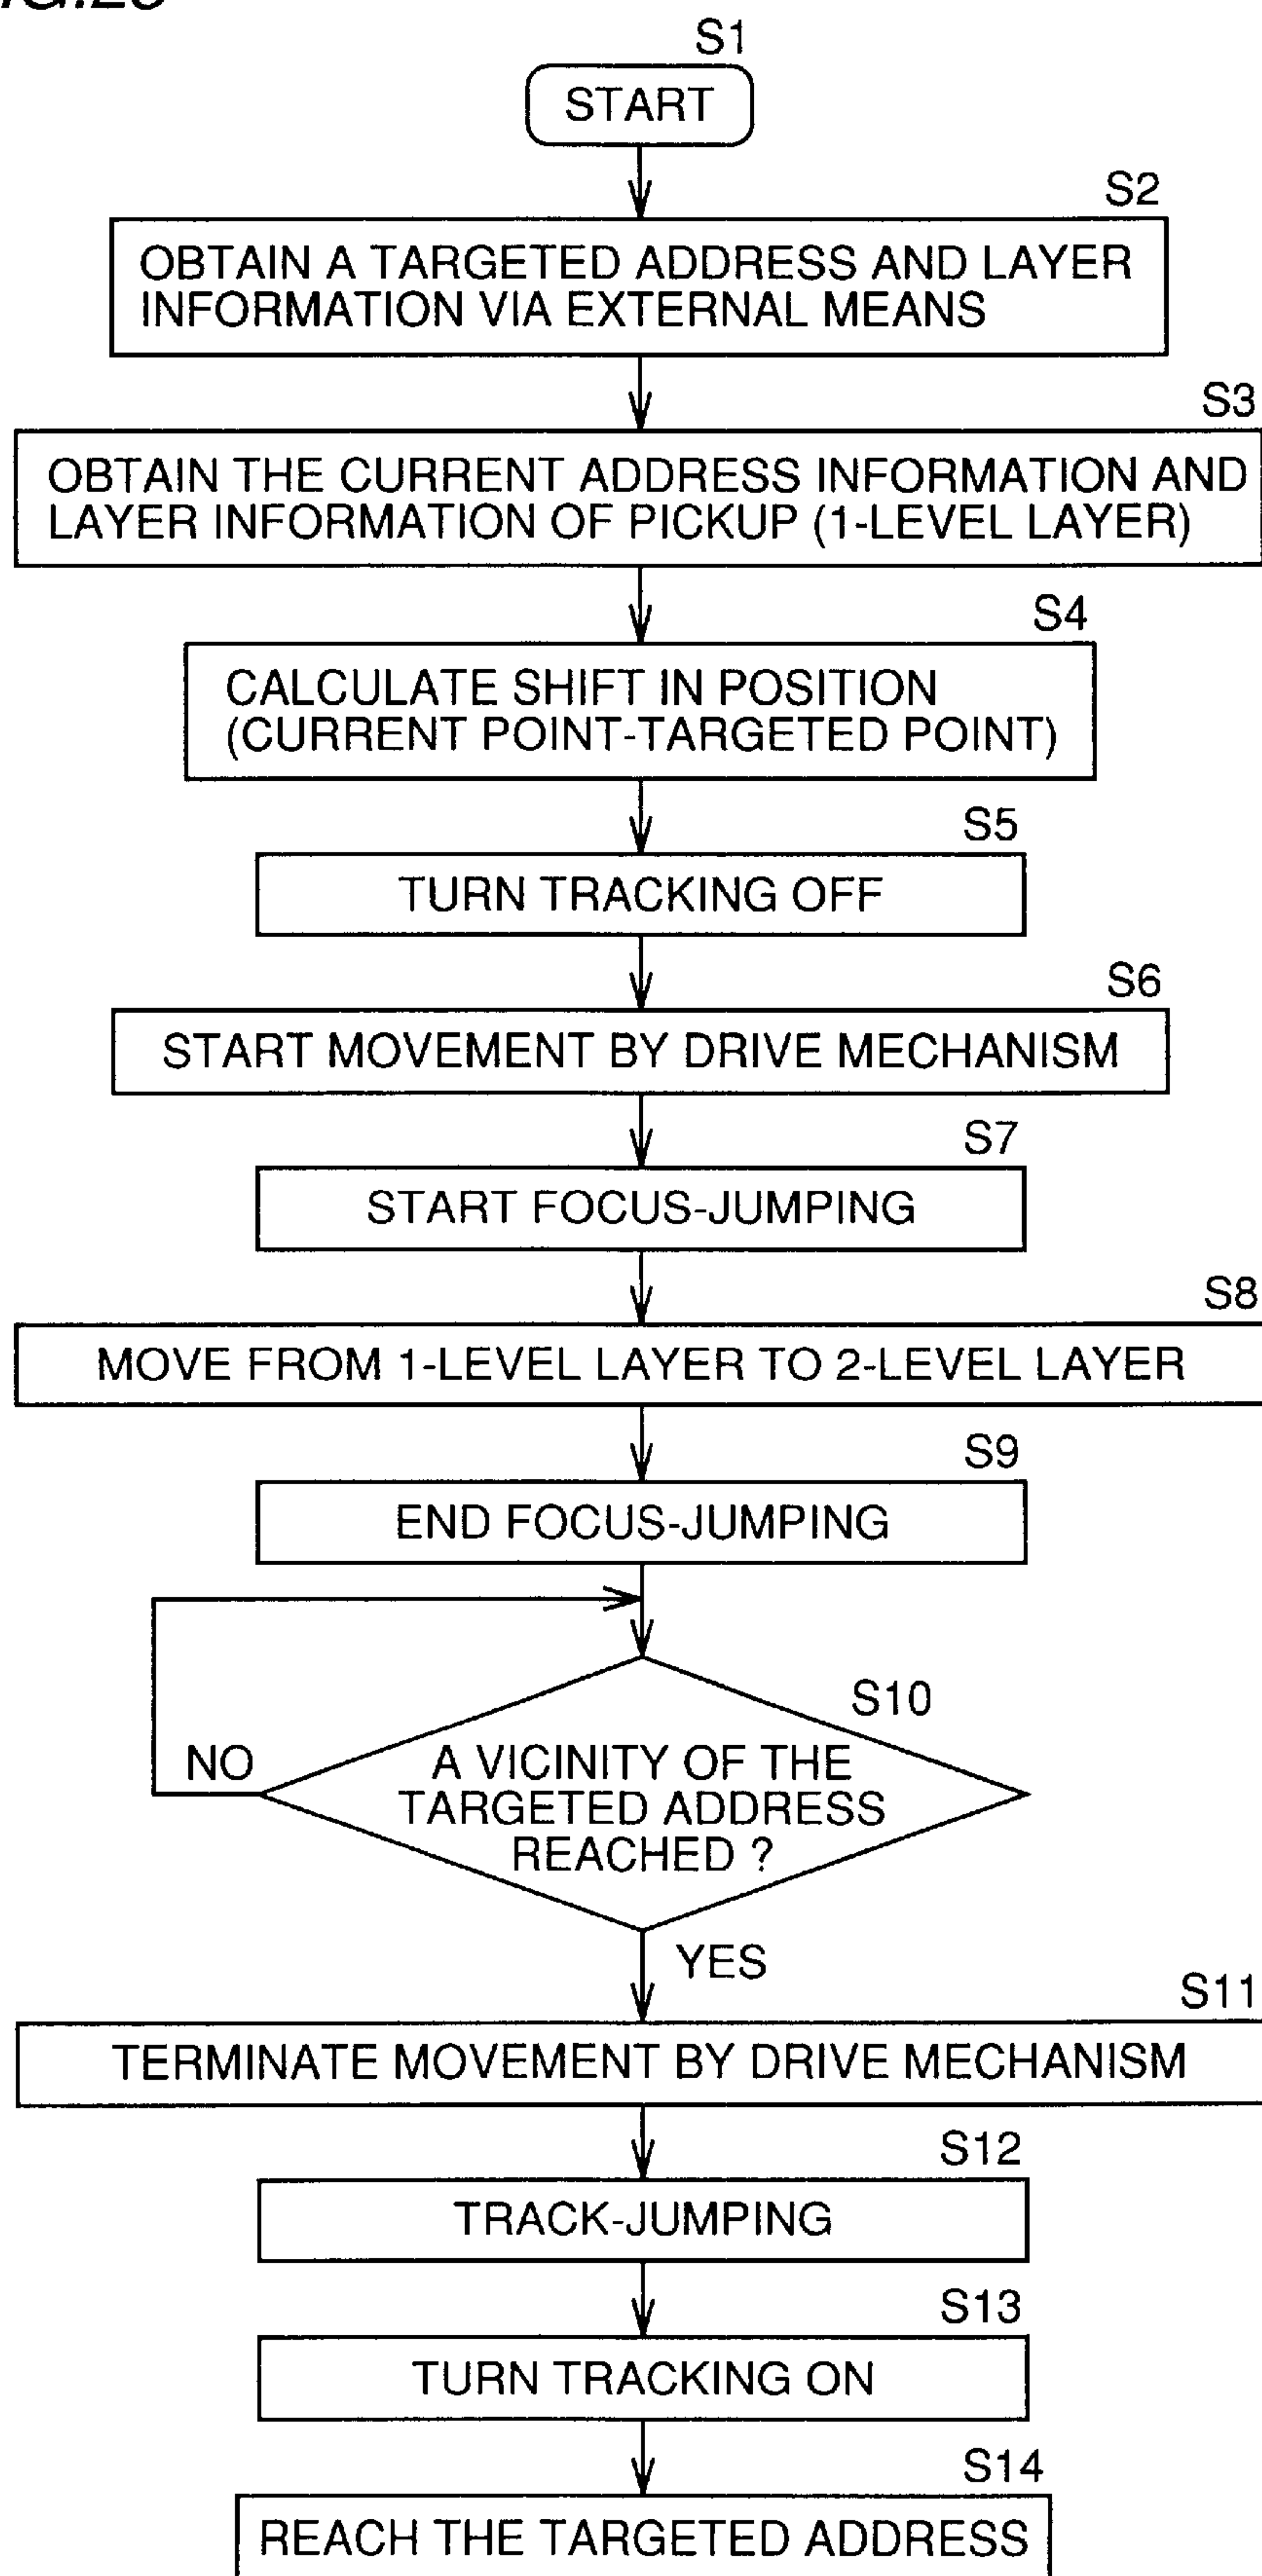 S1
START
S2
OBTAIN A TARGETED ADDRESS AND LAYER
INFORMATION VIA EXTERNAL MEANS
S3
OBTAIN THE CURRENT ADDRESS INFORMATION AND
LAYER INFORMATION OF PICKUP (1-LEVEL LAYER)
S4
CALCULATE SHIFT IN POSITION
(CURRENT POINT-TARGETED POINT)
S5
TURN TRACKING OFF
S6
START MOVEMENT BY DRIVE MECHANISM
S7
START FOCUS-JUMPING
S8
MOVE FROM 1-LEVEL LAYER TO 2-LEVEL LAYER
S9
END FOCUS-JUMPING
S10
NO
A VICINITY OF THE
TARGETED ADDRESS
REACHED ?
YES
S11
TERMINATE MOVEMENT BY DRIVE MECHANISM
S12
TRACK-JUMPING
S13
TURN TRACKING ON
S14
REACH THE TARGETED ADDRESS